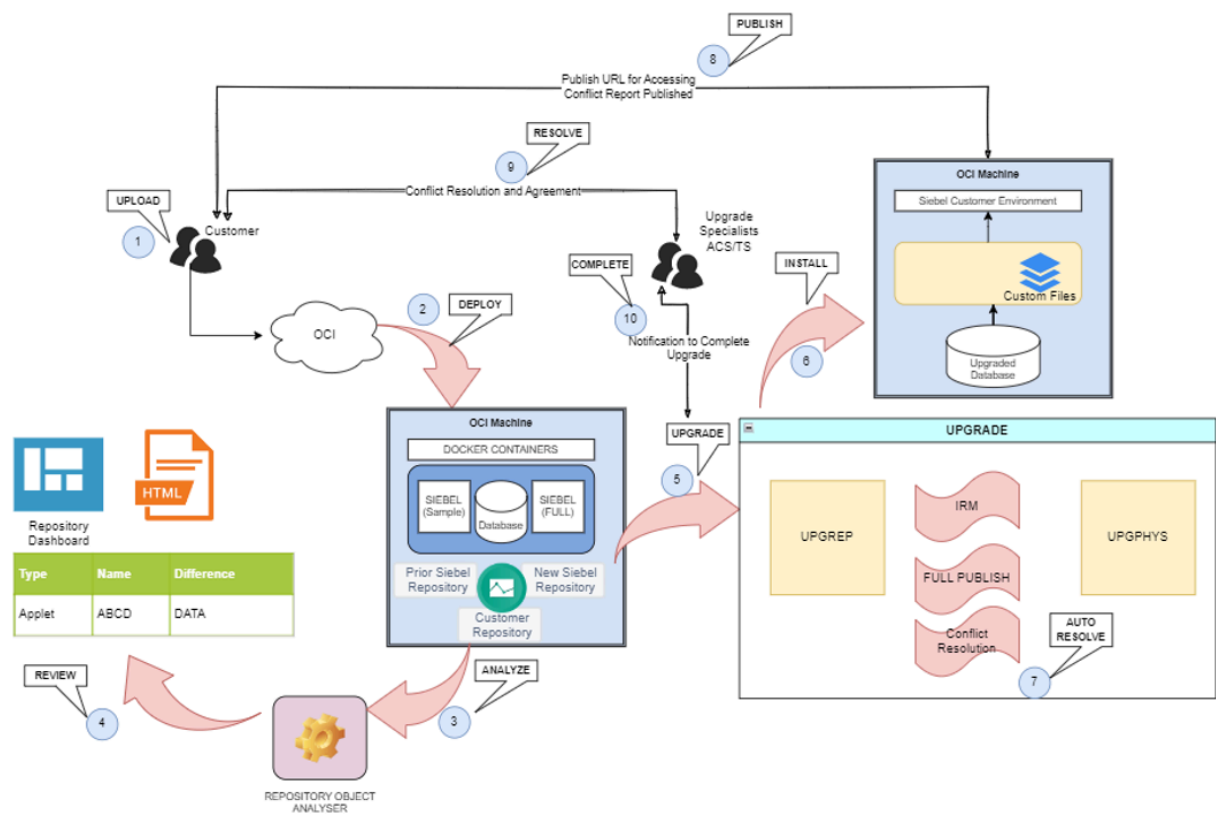 PUBLISH
8
Publish URL for Accessing
Conflict Report Published
RESOLVE
9
Conflict Resolution and Agreement
UPLOAD
1
Customer
Upgrade
Specialists
ACS/TS
OCI Machine
Siebel Customer Environment
Custom Files
Upgraded
Database
INSTALL
6
COMPLETE
10
Notification to Complete
Upgrade
OCI
2
DEPLOY
OCI Machine
DOCKER CONTAINERS
SIEBEL
(Sample)
Database
SIEBEL
(FULL)
Prior Siebel
Repository
New Siebel
Repository
Customer
Repository
UPGRADE
5
UPGRADE
UPGREP
IRM
FULL PUBLISH
Conflict
Resolution
UPGPHYS
AUTO
RESOLVE
7
HTML
Repository
Dashboard
Type Name Difference
Applet ABCD DATA
REVIEW
4
ANALYZE
3
REPOSITORY OBJECT
ANALYSER